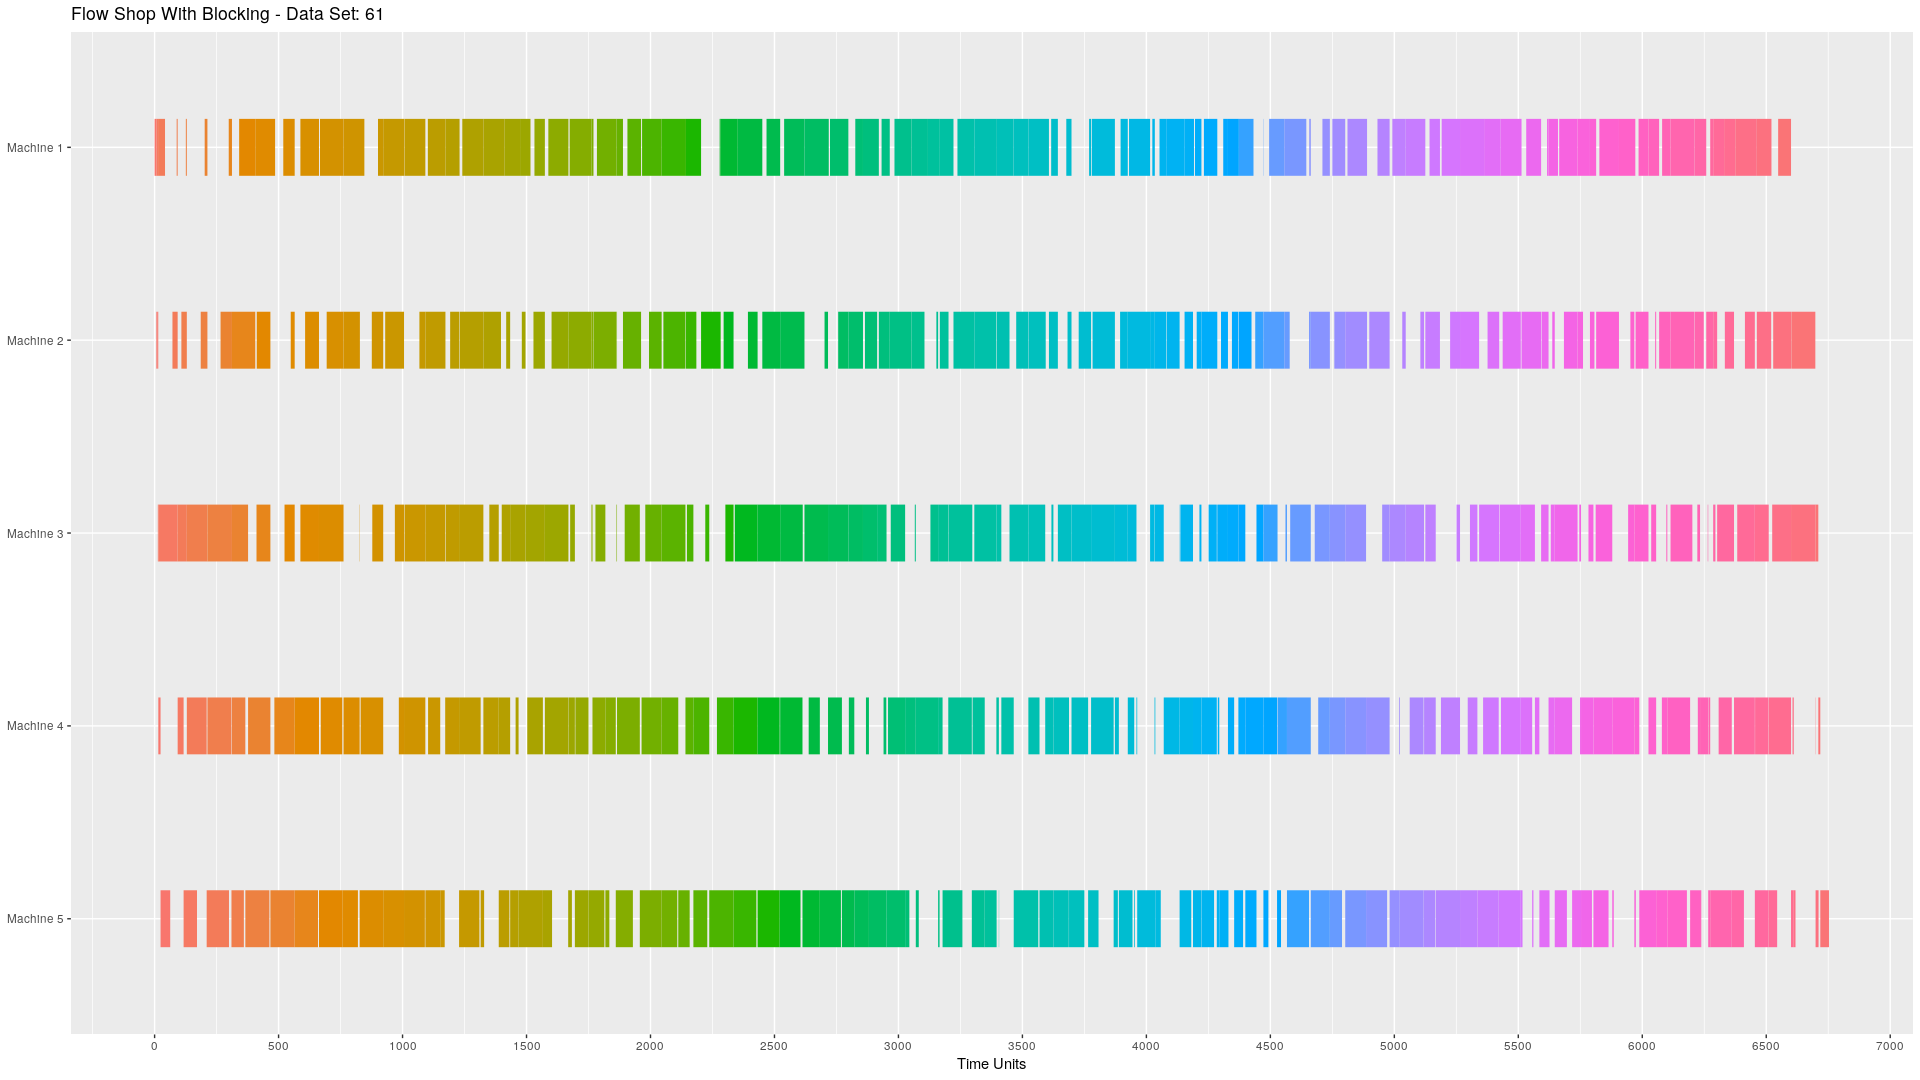 Flow Shop With Blocking - Data Set: 61
Machine 1
Machine 2
Machine 3
Machine 4
Machine 5
0 500 1000 1500 2000 2500 3000 3500 4000 4500 5000 5500 6000 6500 7000
Time Units